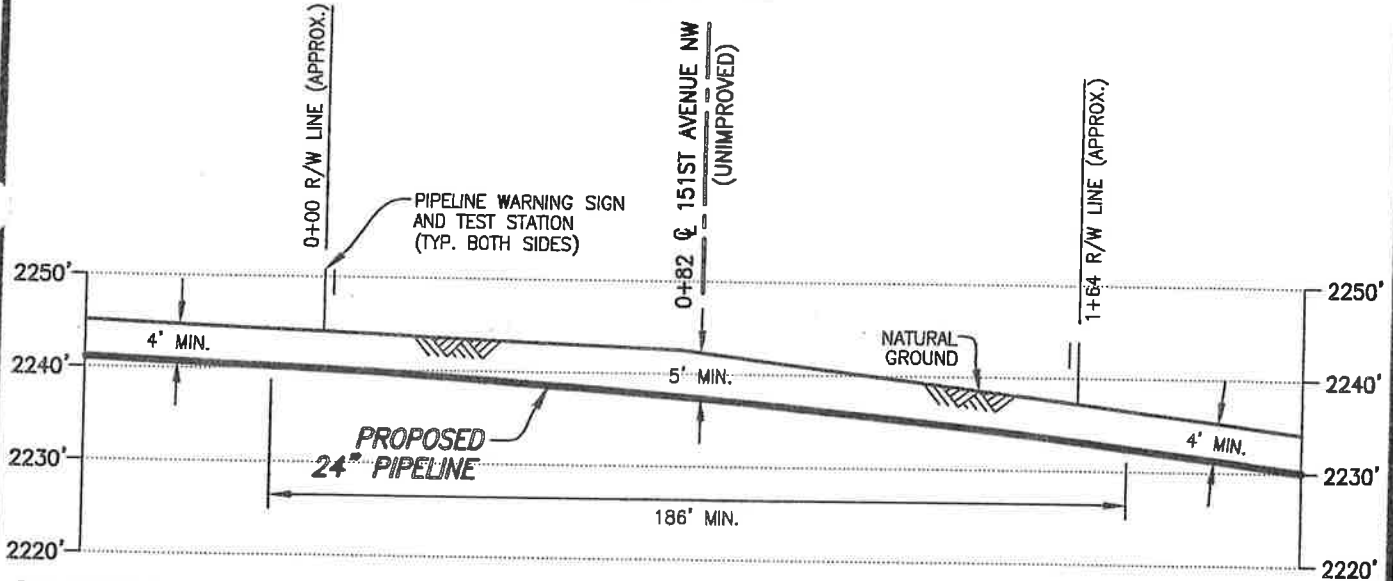 0+00 R/W LINE (APPROX.)
0+82 ℄ 151ST AVENUE NW
(UNIMPROVED)
1+64 R/W LINE (APPROX.)
PIPELINE WARNING SIGN
AND TEST STATION
(TYP. BOTH SIDES)
2250'
2250'
4' MIN.
NATURAL
GROUND
2240'
5' MIN.
2240'
PROPOSED
24" PIPELINE
4' MIN.
2230'
2230'
186' MIN.
2220'
2220'